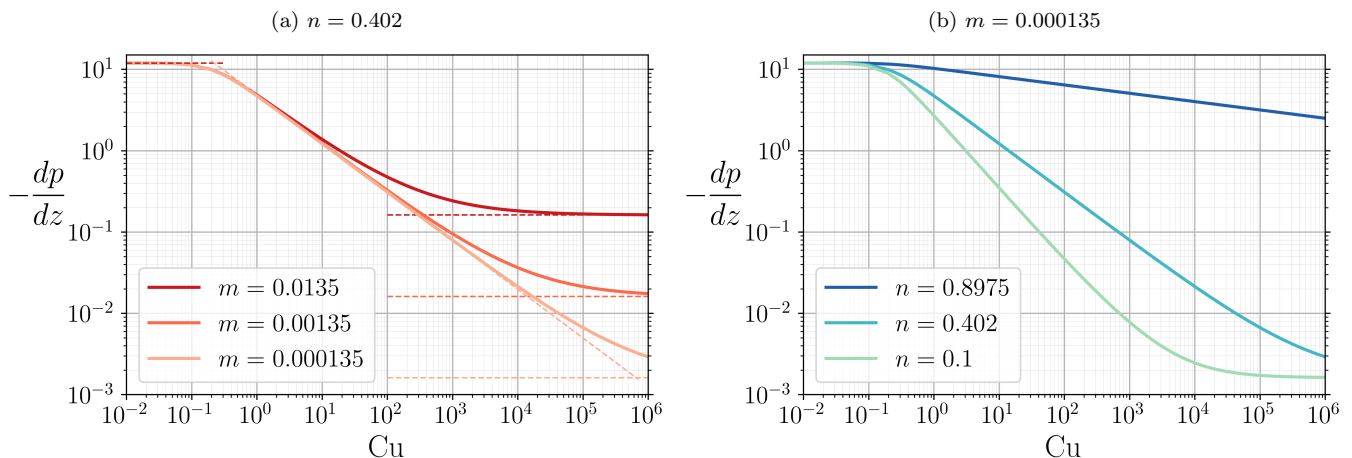 (a) n = 0.402
(b) m = 0.000135
10^1
10^0
10^{-1}
10^{-2}
10^{-3}
−dp/dz
m = 0.0135
m = 0.00135
m = 0.000135
10^{-2} 10^{-1} 10^0 10^1 10^2 10^3 10^4 10^5 10^6
Cu
10^1
10^0
10^{-1}
10^{-2}
10^{-3}
−dp/dz
n = 0.8975
n = 0.402
n = 0.1
10^{-2} 10^{-1} 10^0 10^1 10^2 10^3 10^4 10^5 10^6
Cu